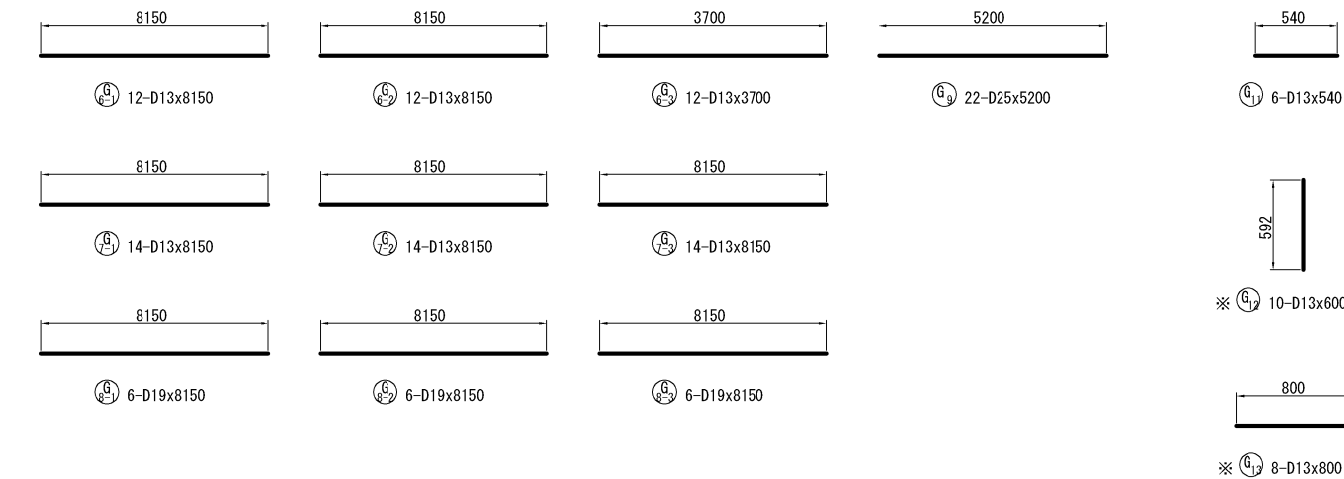 8150 8150 3700 5200 540
G6-1 12-D13x8150 G6-2 12-D13x8150 G6-3 12-D13x3700 G9 22-D25x5200 G11 6-D13x540
8150 8150 8150
592
G7-1 14-D13x8150 G7-2 14-D13x8150 G7-3 14-D13x8150
※ G12 10-D13x600
8150 8150 8150
G8-1 6-D19x8150 G8-2 6-D19x8150 G8-3 6-D19x8150
800
※ G13 8-D13x800